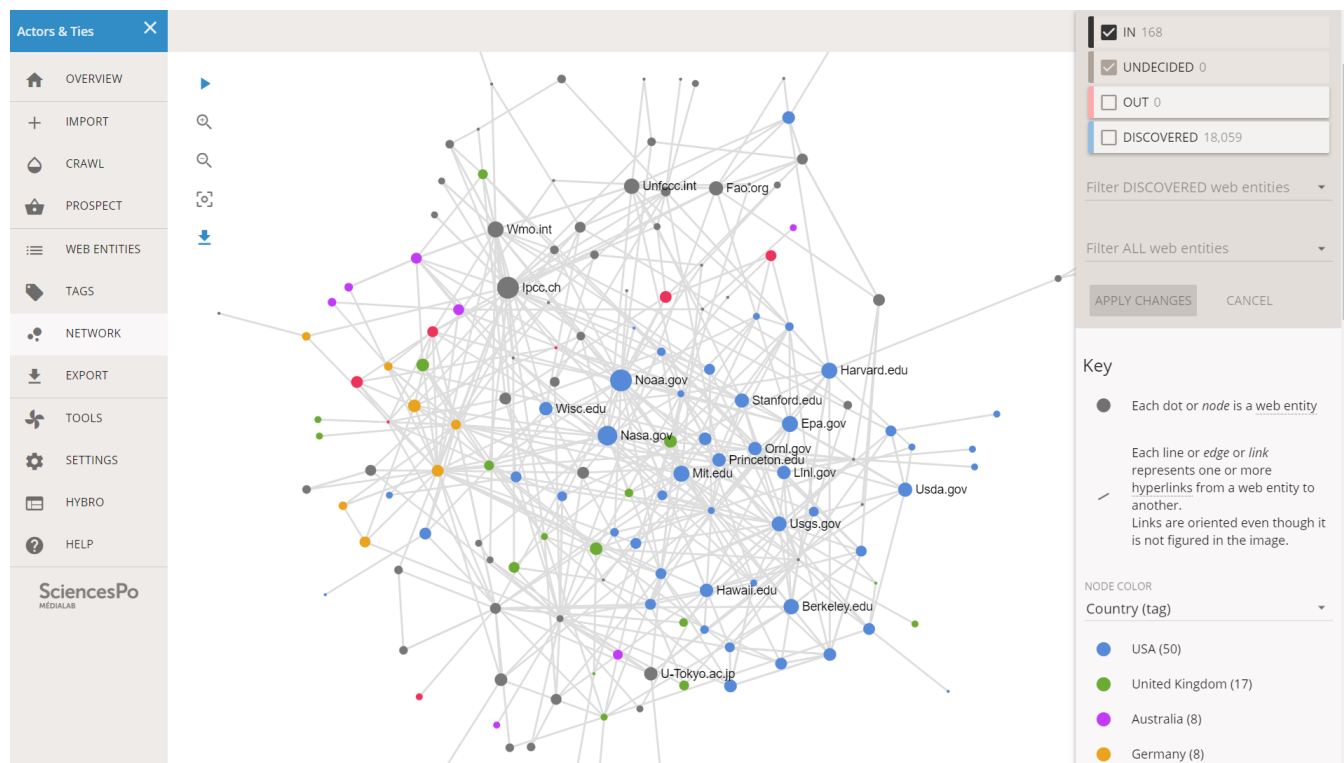 Actors & Ties
OVERVIEW
IMPORT
CRAWL
PROSPECT
WEB ENTITIES
TAGS
NETWORK
EXPORT
TOOLS
SETTINGS
HYBRO
HELP
SciencesPo
MÉDIALAB
Unfccc.int
Fao.org
Wmo.int
Ipcc.ch
Noaa.gov
Harvard.edu
Wisc.edu
Stanford.edu
Epa.gov
Nasa.gov
Ornl.gov
Princeton.edu
Mit.edu
Llnl.gov
Usda.gov
Usgs.gov
Hawaii.edu
Berkeley.edu
U-Tokyo.ac.jp
IN 168
UNDECIDED 0
OUT 0
DISCOVERED 18,059
Filter DISCOVERED web entities
Filter ALL web entities
APPLY CHANGES CANCEL
Key
Each dot or node is a web entity
Each line or edge or link
represents one or more
hyperlinks from a web entity to
another.
Links are oriented even though it
is not figured in the image.
NODE COLOR
Country (tag)
USA (50)
United Kingdom (17)
Australia (8)
Germany (8)